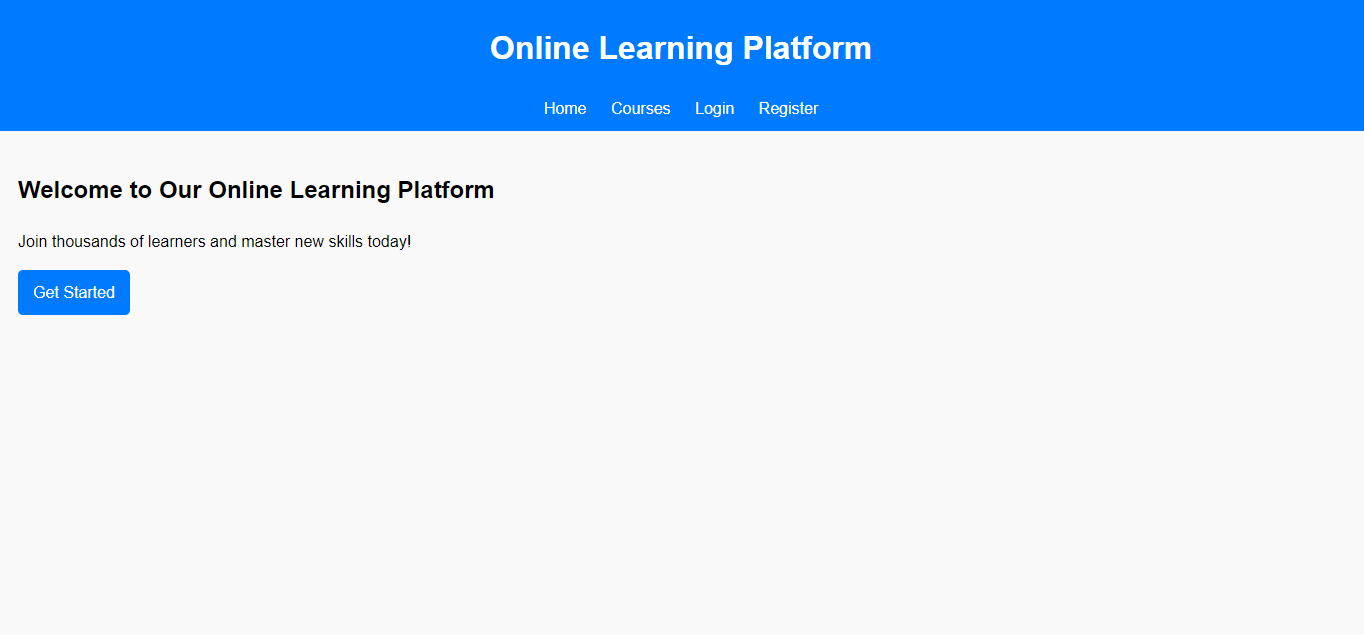 Online Learning Platform
Home Courses Login Register
Welcome to Our Online Learning Platform
Join thousands of learners and master new skills today!
Get Started